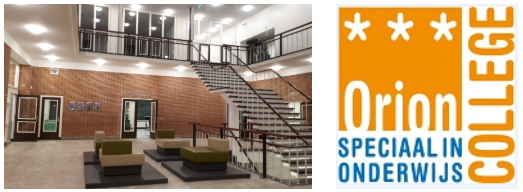 * * *
Orion
COLLEGE
SPECIAAL IN
ONDERWIJS